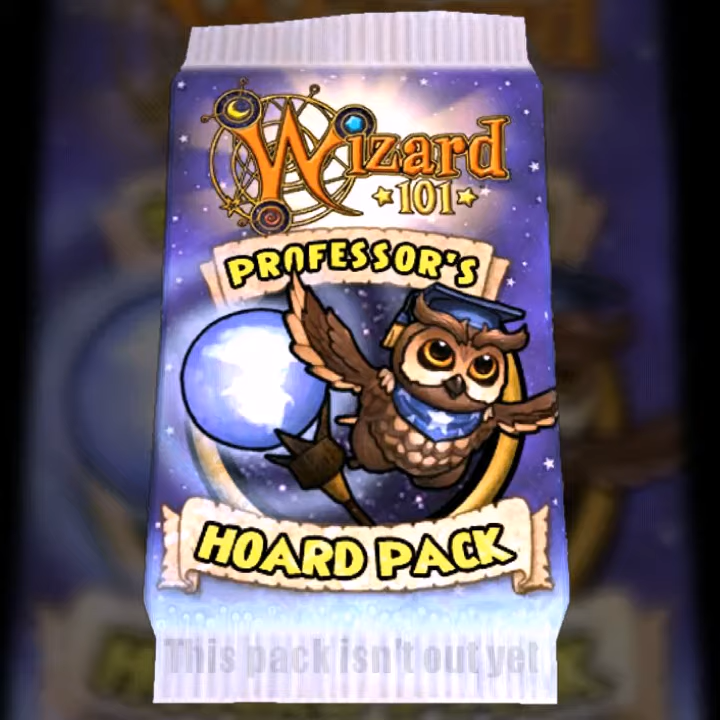 Wizard
101
PROFESSOR'S
HOARD PACK
This pack isn't out yet